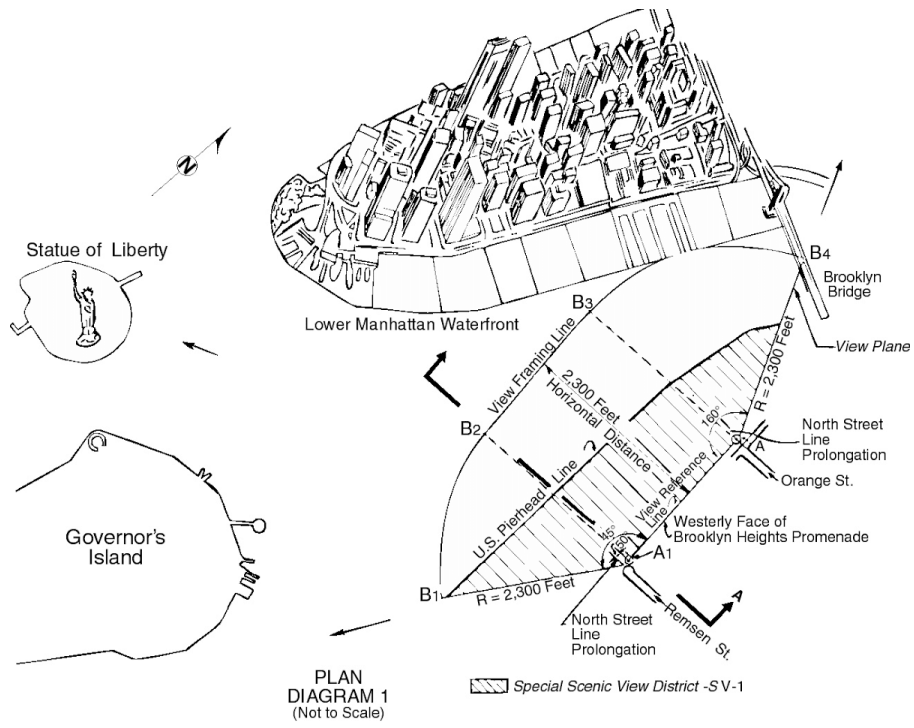 N
Statue of Liberty
Lower Manhattan Waterfront
B4
Brooklyn
Bridge
View Plane
B3
View Framing Line
2,300 Feet
Horizontal Distance
R = 2,300 Feet
B2
160°
North Street
Line
Prolongation
A
Orange St.
U.S. Pierhead Line
View Reference
Line
Westerly Face of
Brooklyn Heights Promenade
Governor's
Island
45°
150°
A1
B1
R = 2,300 Feet
A
Remsen St.
North Street
Line
Prolongation
PLAN
DIAGRAM 1
(Not to Scale)
Special Scenic View District -S V-1